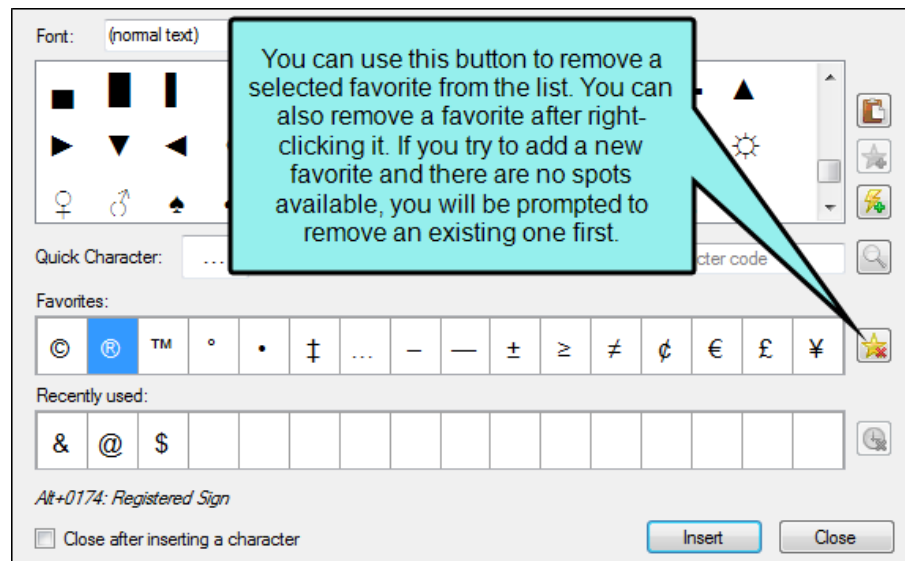 Font: (normal text)
You can use this button to remove a
selected favorite from the list. You can
also remove a favorite after right-
clicking it. If you try to add a new
favorite and there are no spots
available, you will be prompted to
remove an existing one first.
■ █ ▌ ▲
► ▼ ◄ ☼
♀ ♂ ♠
Quick Character: … cter code
Favorites:
© ® ™ ° • ‡ … – — ± ≥ ≠ ¢ € £ ¥
Recently used:
& @ $
Alt+0174: Registered Sign
Close after inserting a character
Insert Close